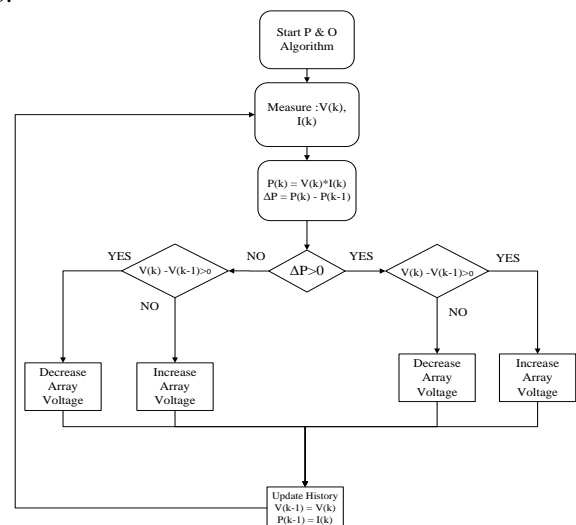 Start P & O
Algorithm
Measure :V(k),
I(k)
P(k) = V(k)*I(k)
ΔP = P(k) - P(k-1)
YES
NO
YES
YES
V(k) -V(k-1)>0
ΔP>0
V(k) -V(k-1)>0
NO
NO
Decrease
Array
Voltage
Increase
Array
Voltage
Decrease
Array
Voltage
Increase
Array
Voltage
Update History
V(k-1) = V(k)
P(k-1) = I(k)